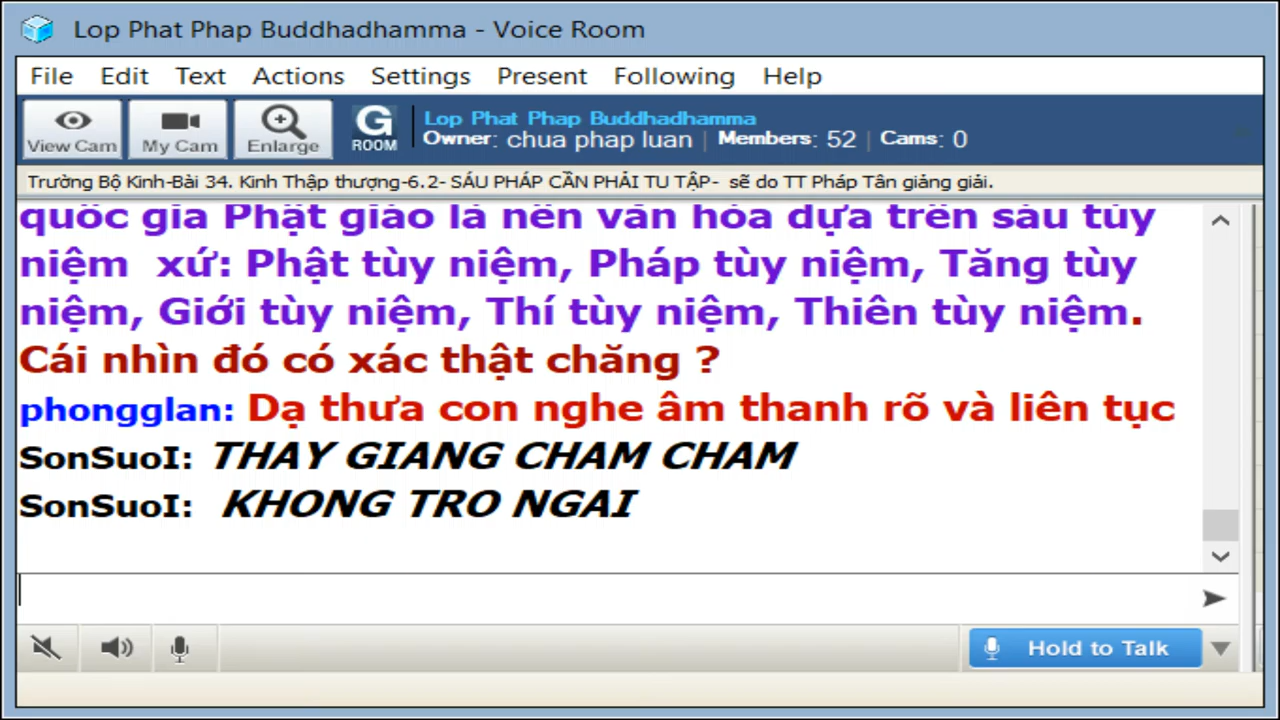 Lop Phat Phap Buddhadhamma - Voice Room
File Edit Text Actions Settings Present Following Help
View Cam My Cam Enlarge G ROOM
Lop Phat Phap Buddhadhamma
Owner: chua phap luan | Members: 52 | Cams: 0
Trường Bộ Kinh-Bài 34. Kinh Thập thượng-6.2- SÁU PHÁP CẦN PHẢI TU TẬP- sẽ do TT Pháp Tân giảng giải.
quốc gia Phật giáo là nền văn hóa dựa trên sáu tùy
niệm xứ: Phật tùy niệm, Pháp tùy niệm, Tăng tùy
niệm, Giới tùy niệm, Thí tùy niệm, Thiên tùy niệm.
Cái nhìn đó có xác thật chăng ?
phongglan: Dạ thưa con nghe âm thanh rõ và liên tục
SonSuoI: THAY GIANG CHAM CHAM
SonSuoI: KHONG TRO NGAI
Hold to Talk